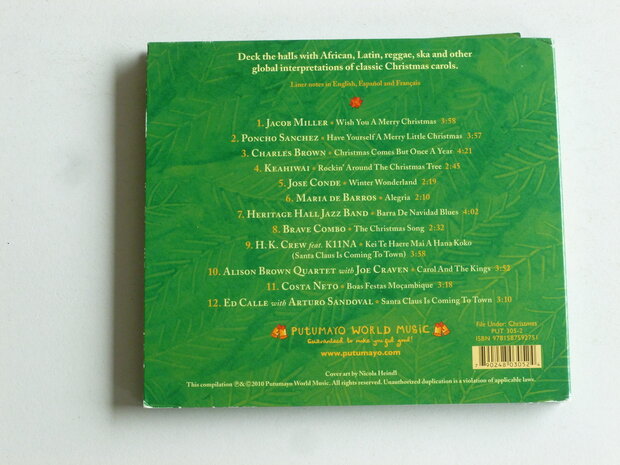 Deck the halls with African, Latin, reggae, ska and other
global interpretations of classic Christmas carols.
Liner notes in English, Español and Français
1. Jacob Miller • Wish You A Merry Christmas 3:58
2. Poncho Sanchez • Have Yourself A Merry Little Christmas 3:57
3. Charles Brown • Christmas Comes But Once A Year 4:21
4. Keahiwai • Rockin' Around The Christmas Tree 2:45
5. Jose Conde • Winter Wonderland 2:19
6. Maria de Barros • Alegria 2:10
7. Heritage Hall Jazz Band • Barra De Navidad Blues 4:02
8. Brave Combo • The Christmas Song 2:32
9. H.K. Crew feat. K11NA • Kei Te Haere Mai A Hana Koko
(Santa Claus Is Coming To Town) 3:58
10. Alison Brown Quartet with Joe Craven • Carol And The Kings 3:52
11. Costa Neto • Boas Festas Moçambique 3:18
12. Ed Calle with Arturo Sandoval • Santa Claus Is Coming To Town 3:10
PUTUMAYO WORLD MUSIC
Guaranteed to make you feel good!
www.putumayo.com
File Under: Christmas
PUT 305-2
ISBN 9781587592751
7 90248 03052 4
Cover art by Nicola Heindl
This compilation ℗&©2010 Putumayo World Music. All rights reserved. Unauthorized duplication is a violation of applicable laws.